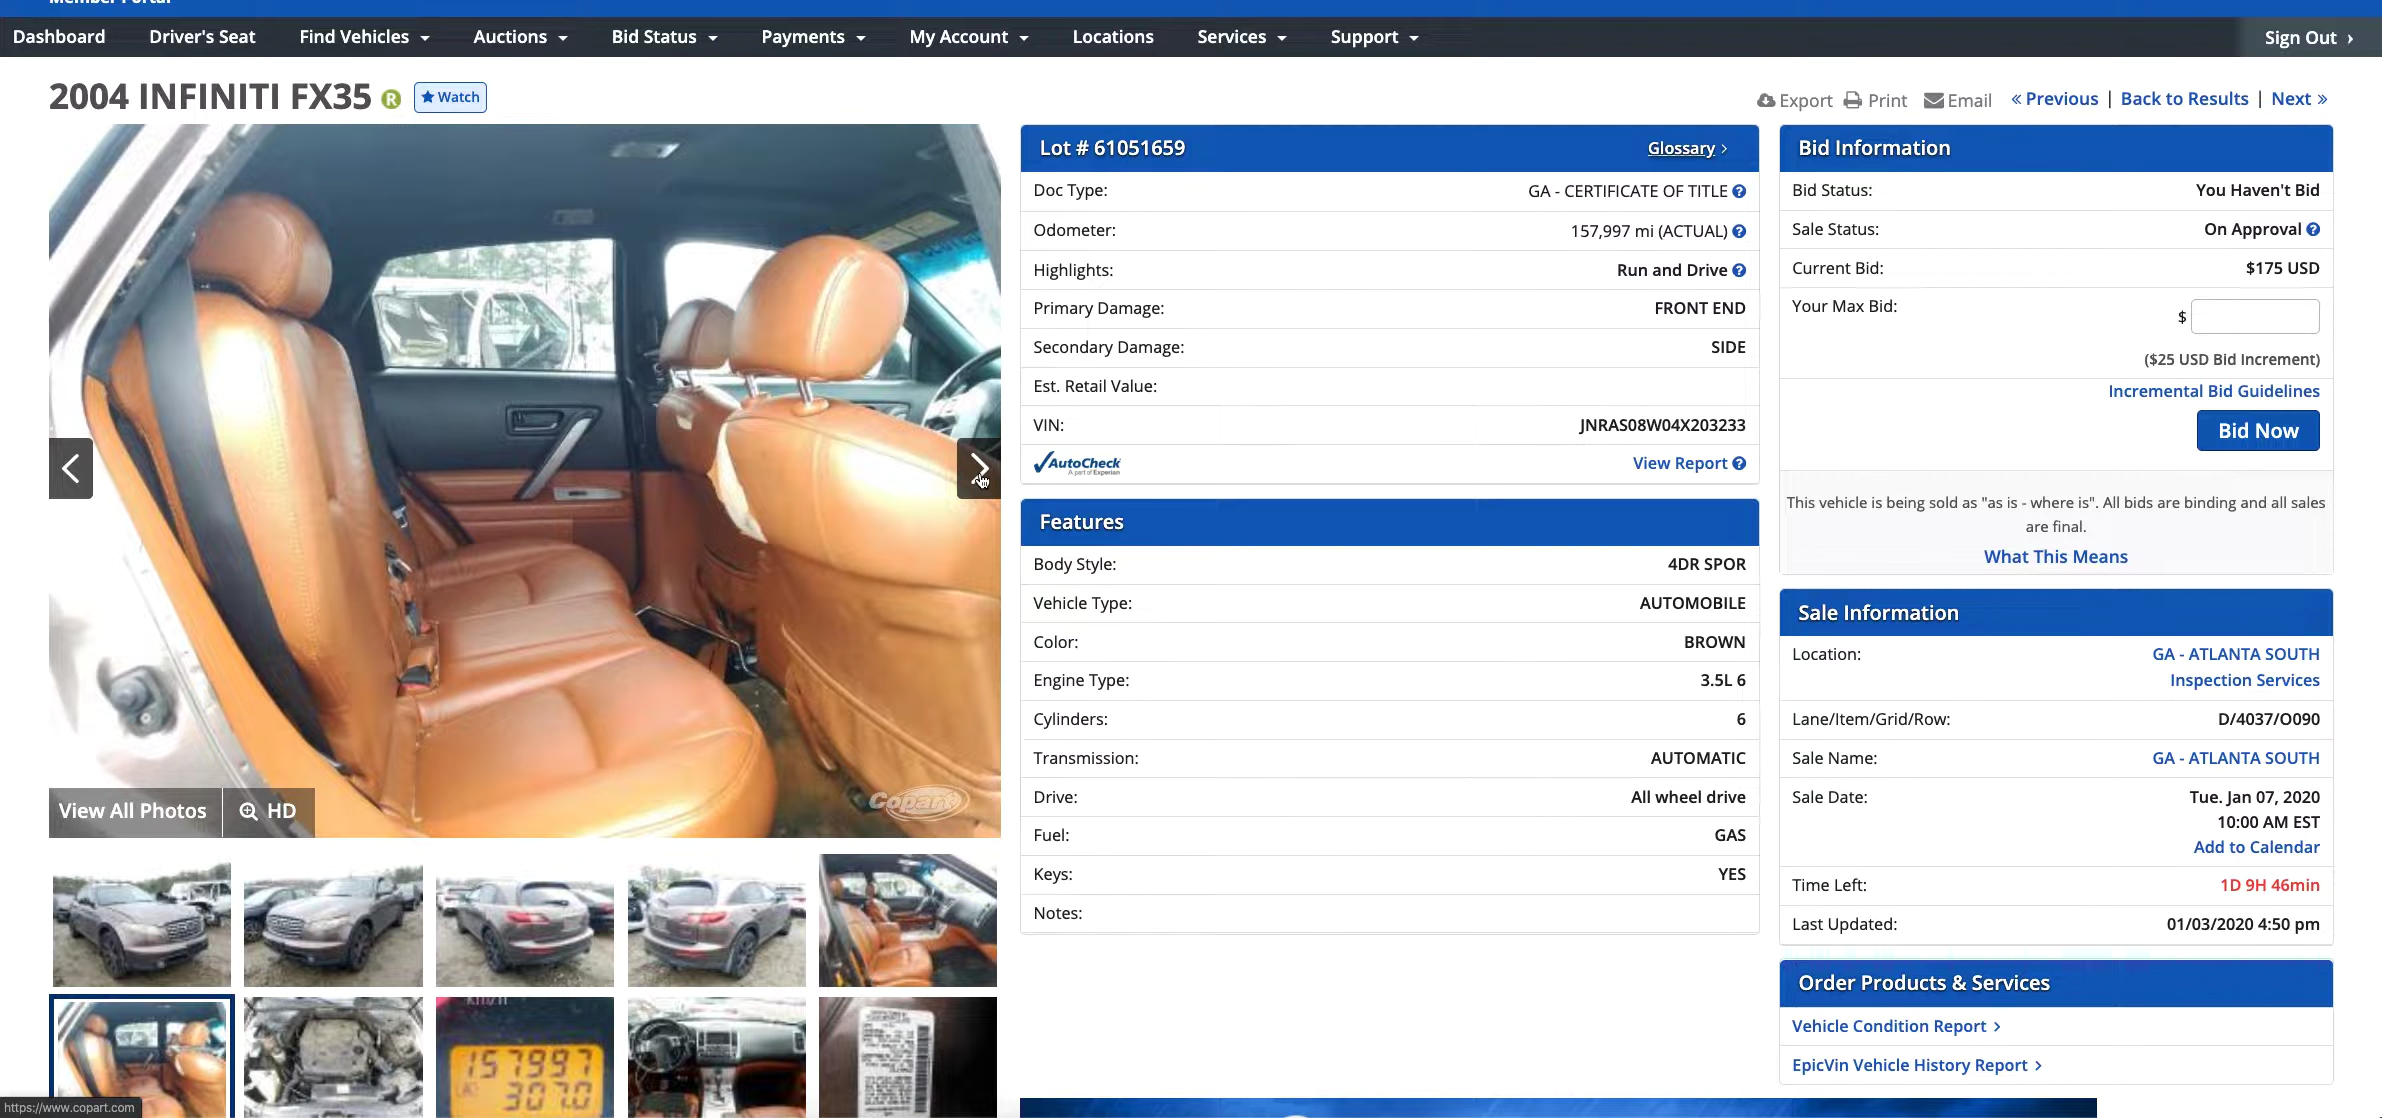 Dashboard Driver's Seat Find Vehicles Auctions Bid Status Payments My Account Locations Services Support Sign Out
2004 INFINITI FX35 R Watch
Export Print Email « Previous | Back to Results | Next »
Lot # 61051659 Glossary
Doc Type: GA - CERTIFICATE OF TITLE
Odometer: 157,997 mi (ACTUAL)
Highlights: Run and Drive
Primary Damage: FRONT END
Secondary Damage: SIDE
Est. Retail Value:
VIN: JNRAS08W04X203233
AutoCheck A part of Experian View Report
Features
Body Style: 4DR SPOR
Vehicle Type: AUTOMOBILE
Color: BROWN
Engine Type: 3.5L 6
Cylinders: 6
Transmission: AUTOMATIC
Drive: All wheel drive
Fuel: GAS
Keys: YES
Notes:
Bid Information
Bid Status: You Haven't Bid
Sale Status: On Approval
Current Bid: $175 USD
Your Max Bid: $
($25 USD Bid Increment)
Incremental Bid Guidelines
Bid Now
This vehicle is being sold as "as is - where is". All bids are binding and all sales
are final.
What This Means
Sale Information
Location: GA - ATLANTA SOUTH
Inspection Services
Lane/Item/Grid/Row: D/4037/O090
Sale Name: GA - ATLANTA SOUTH
Sale Date: Tue. Jan 07, 2020
10:00 AM EST
Add to Calendar
Time Left: 1D 9H 46min
Last Updated: 01/03/2020 4:50 pm
Order Products & Services
Vehicle Condition Report
EpicVin Vehicle History Report
Copart
View All Photos HD
157997
307.0
https://www.copart.com